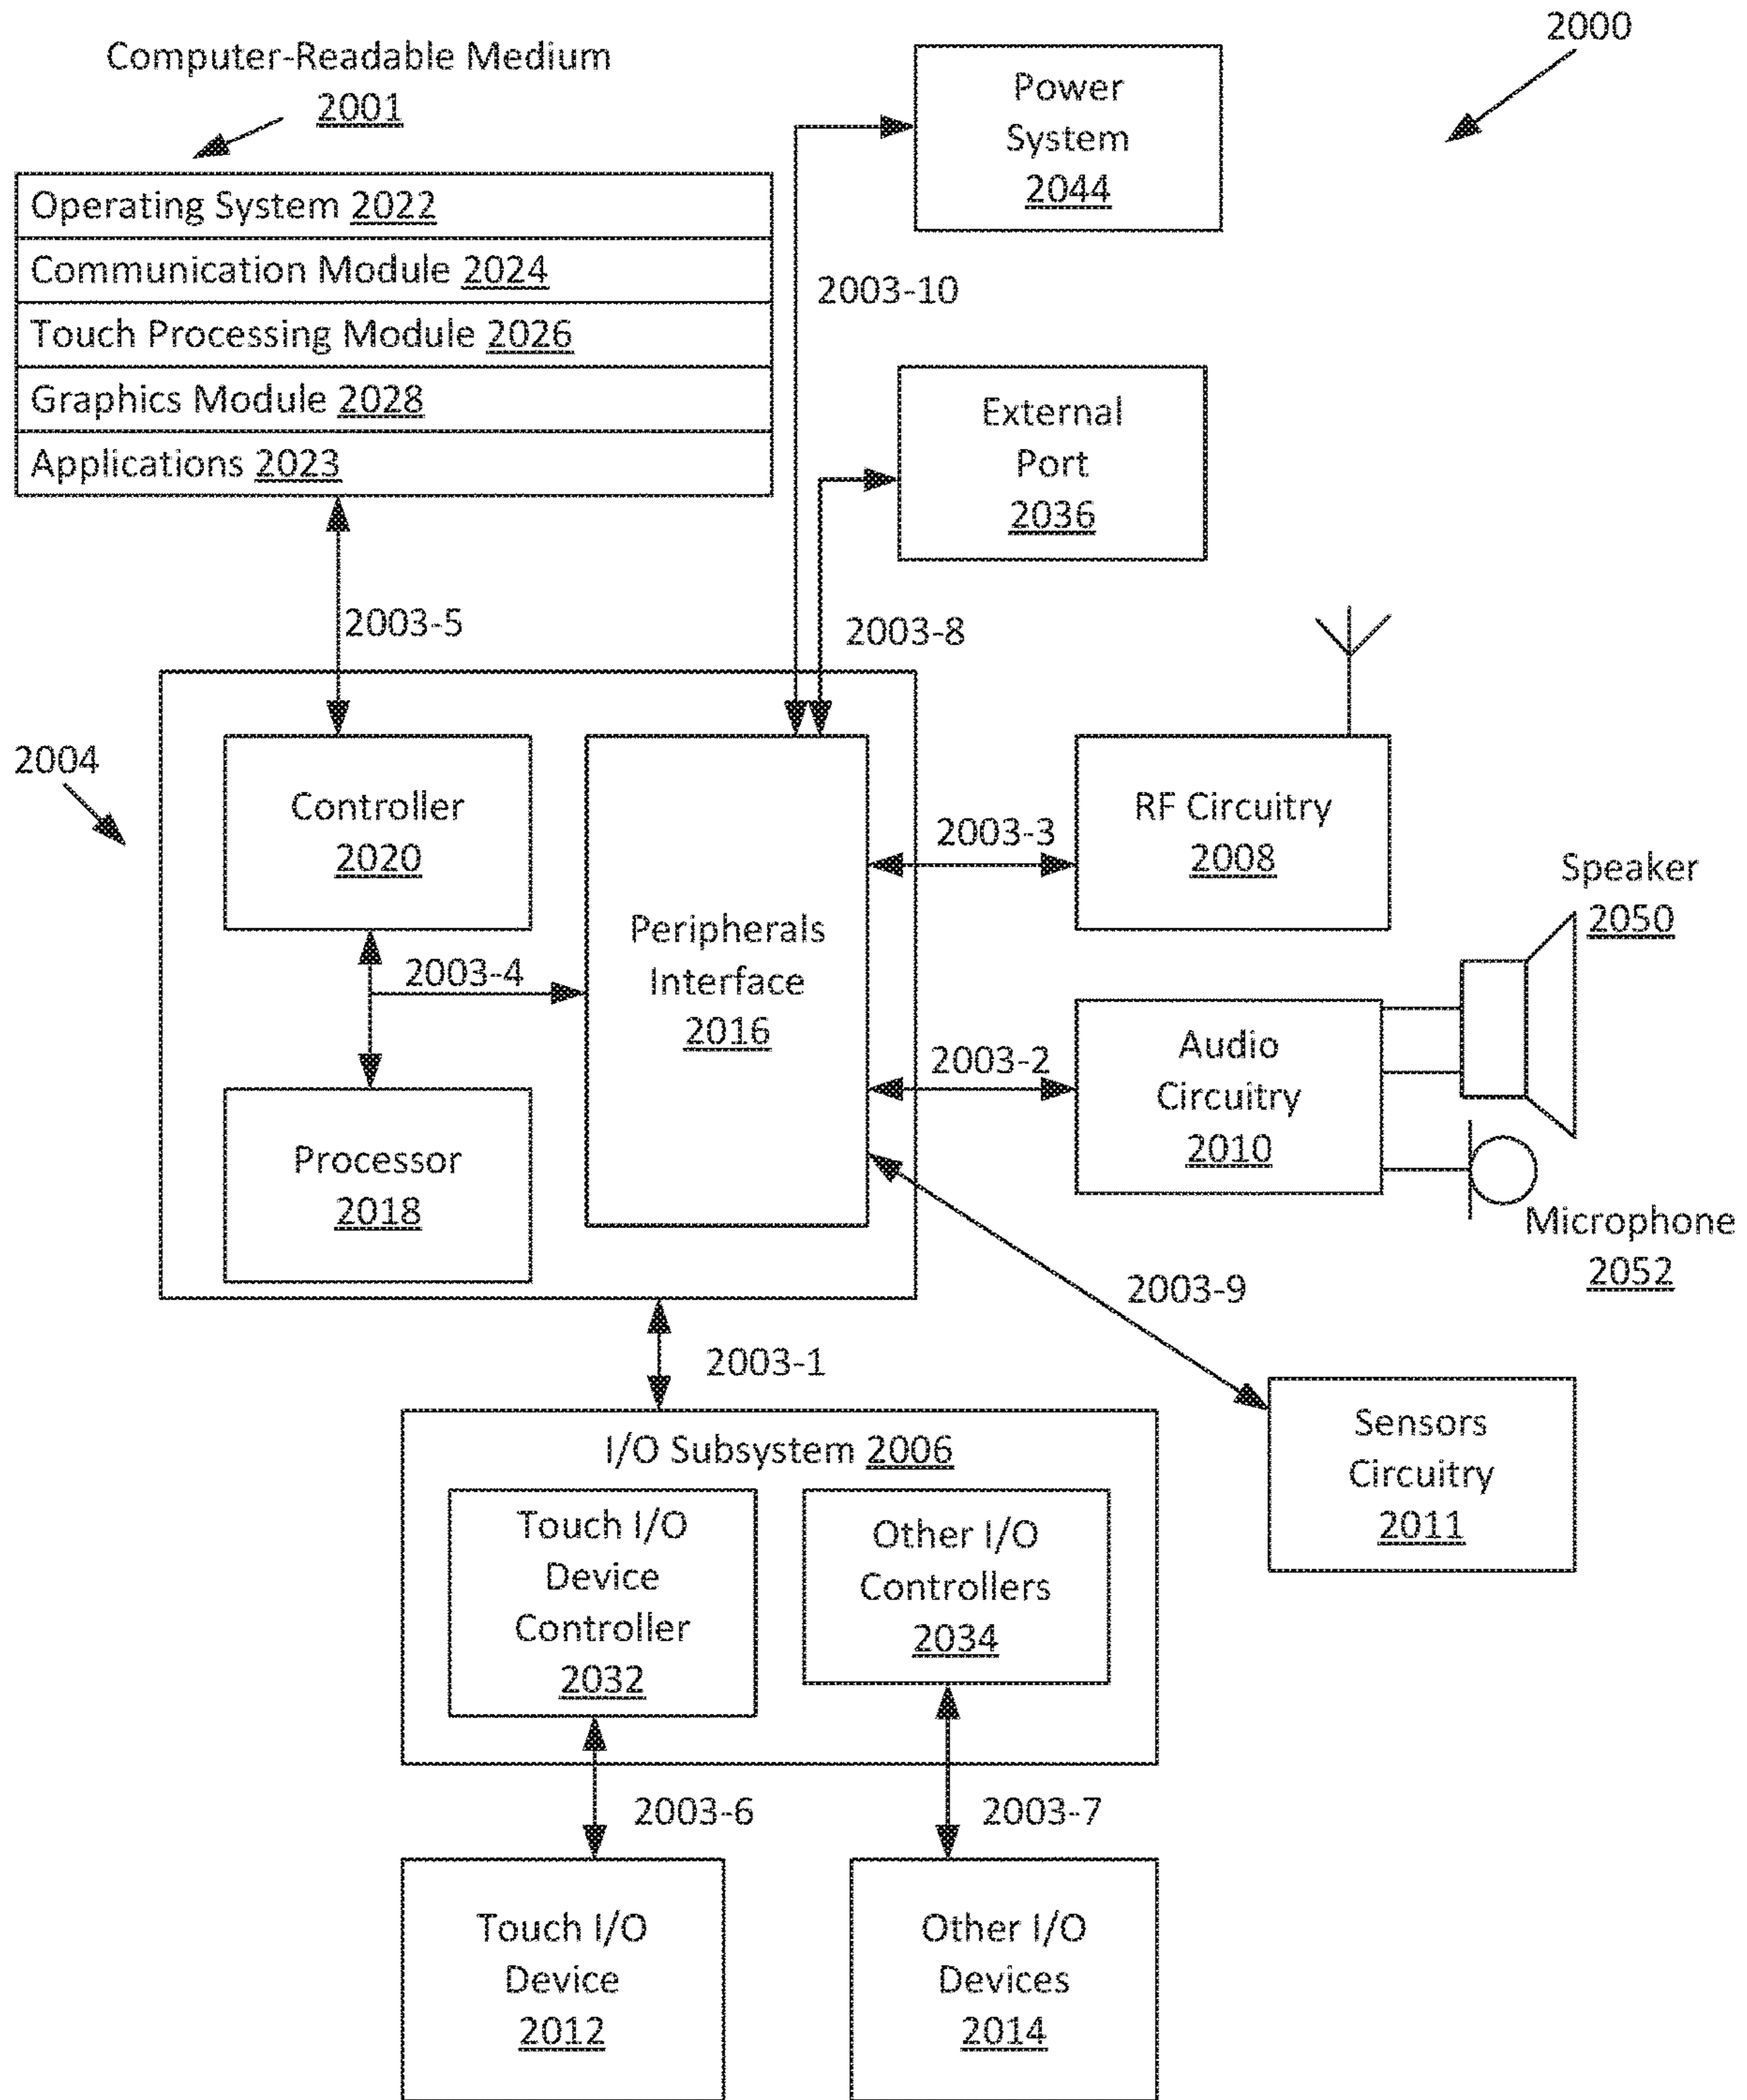 2000
Computer-Readable Medium
2001
Operating System 2022
Communication Module 2024
Touch Processing Module 2026
Graphics Module 2028
Applications 2023
Power
System
2044
2003-10
External
Port
2036
2003-5
2003-8
2004
Controller
2020
2003-4
Processor
2018
Peripherals
Interface
2016
2003-3
RF Circuitry
2008
Speaker
2050
2003-2
Audio
Circuitry
2010
Microphone
2052
2003-9
2003-1
Sensors
Circuitry
2011
I/O Subsystem 2006
Touch I/O
Device
Controller
2032
Other I/O
Controllers
2034
2003-6
2003-7
Touch I/O
Device
2012
Other I/O
Devices
2014